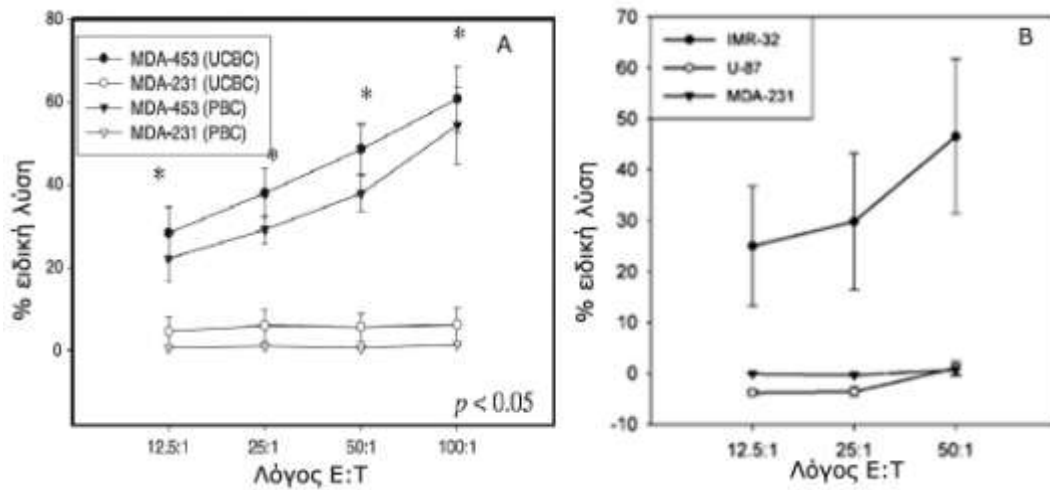 A
% ειδική λύση
80
60
40
20
0
MDA-453 (UCBC)
MDA-231 (UCBC)
MDA-453 (PBC)
MDA-231 (PBC)
*
*
*
*
p < 0.05
12.5:1 25:1 50:1 100:1
Λόγος E:T
B
% ειδική λύση
70
60
50
40
30
20
10
0
-10
IMR-32
U-87
MDA-231
12.5:1 25:1 50:1
Λόγος E:T